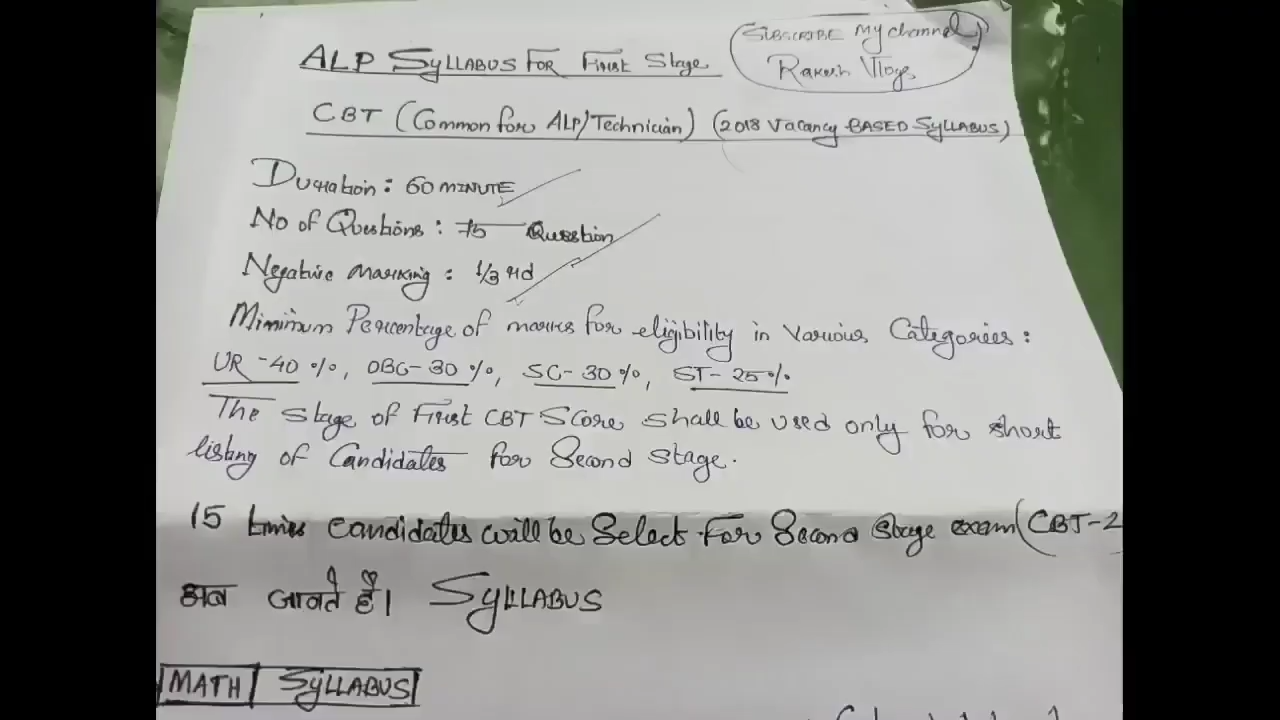 ALP SYLLABUS FOR FIRST Stage
SUBSCRIBE My channel
Rakesh Vlogs
CBT (Common for ALP/Technician) (2018 Vacancy BASED SYLLABUS)
Duration : 60 MINUTE
No of Questions : 75 Question
Negative marking : 1/3 rd
Minimum Percentage of marks for eligibility in Various Categories :
UR - 40 %, OBC - 30 %, SC - 30 %, ST - 25 %
The stage of First CBT Score shall be used only for short
listing of Candidates for Second stage.
15 times candidates will be Select For Second Stage exam (CBT-2
अब जानते है। SYLLABUS
MATH SYLLABUS